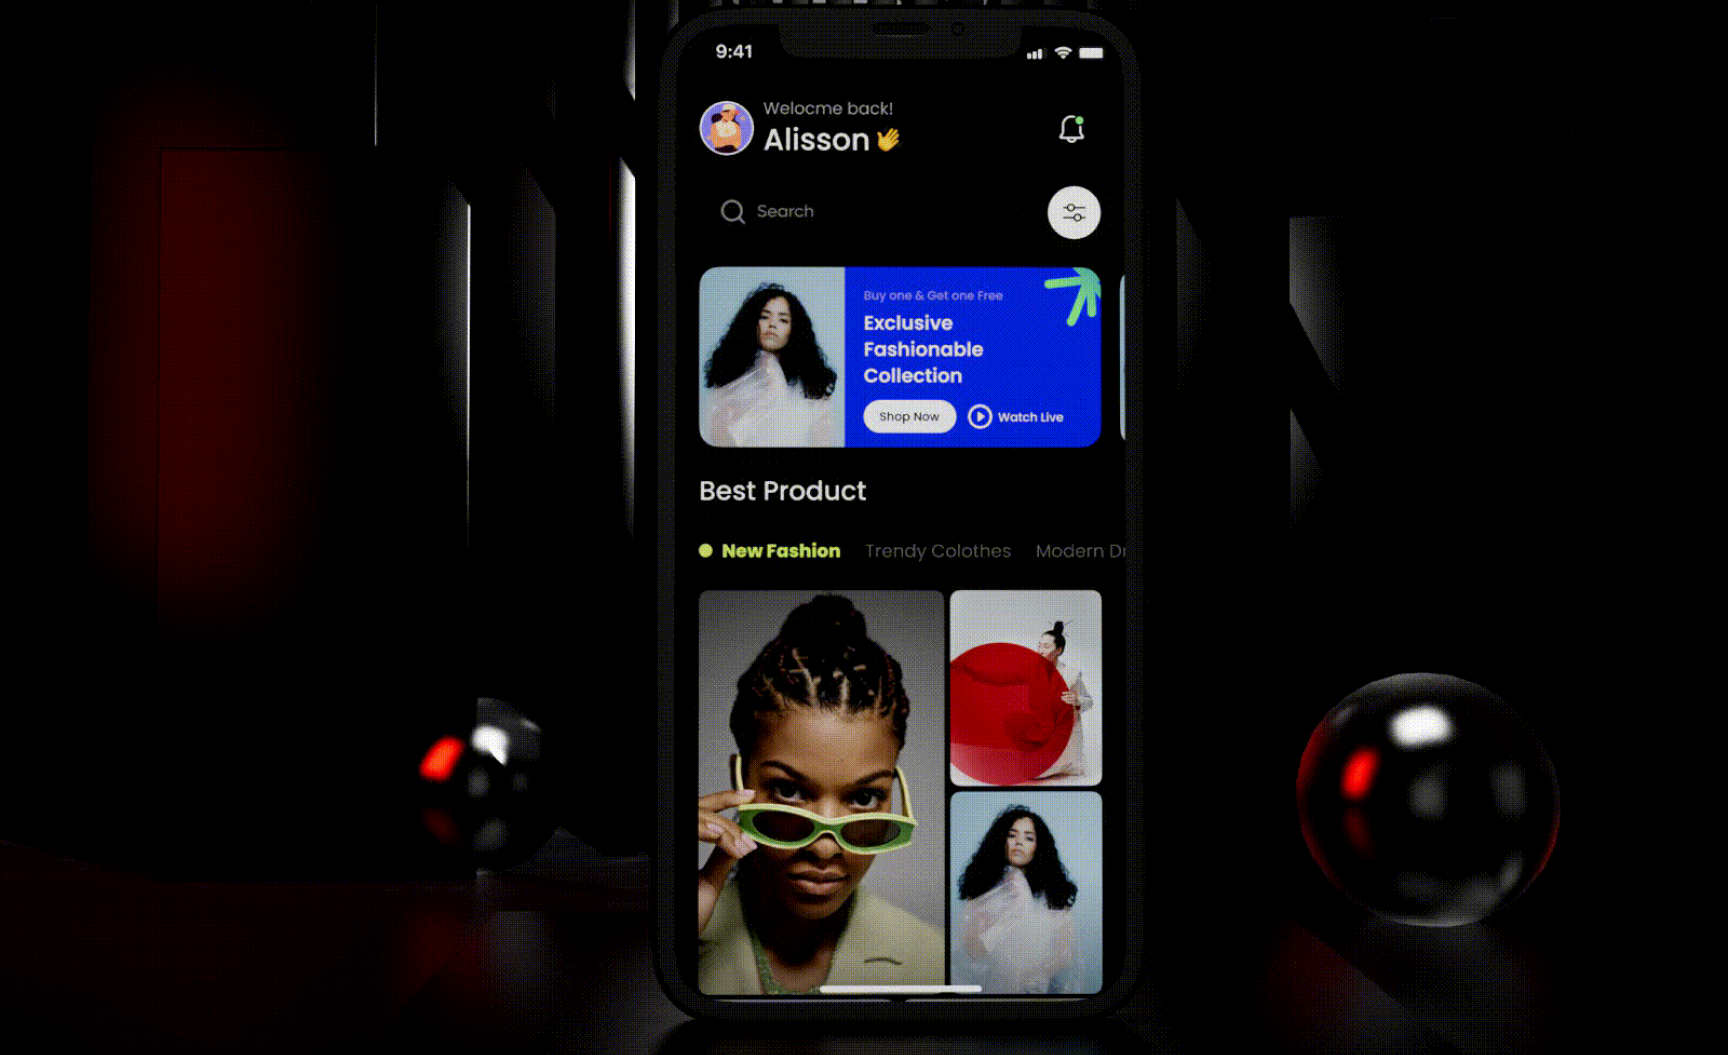 9:41
Welocme back!
Alisson 👋
Search
Buy one & Get one Free
Exclusive
Fashionable
Collection
Shop Now
Watch Live
Best Product
New Fashion Trendy Colothes Modern Dr